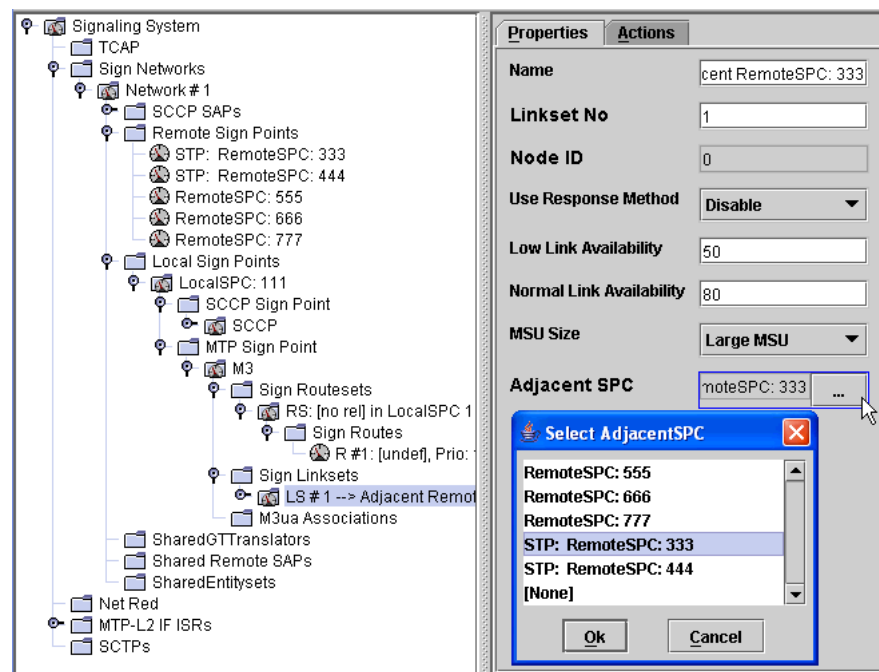 Signaling System
TCAP
Sign Networks
Network # 1
SCCP SAPs
Remote Sign Points
STP: RemoteSPC: 333
STP: RemoteSPC: 444
RemoteSPC: 555
RemoteSPC: 666
RemoteSPC: 777
Local Sign Points
LocalSPC: 111
SCCP Sign Point
SCCP
MTP Sign Point
M3
Sign Routesets
RS: [no rel] in LocalSPC 1
Sign Routes
R #1: [undef], Prio:
Sign Linksets
LS # 1 --> Adjacent Remot
M3ua Associations
SharedGTTranslators
Shared Remote SAPs
SharedEntitysets
Net Red
MTP-L2 IF ISRs
SCTPs
Properties Actions
Name cent RemoteSPC: 333
Linkset No 1
Node ID 0
Use Response Method Disable
Low Link Availability 50
Normal Link Availability 80
MSU Size Large MSU
Adjacent SPC moteSPC: 333 ...
Select AdjacentSPC
RemoteSPC: 555
RemoteSPC: 666
RemoteSPC: 777
STP: RemoteSPC: 333
STP: RemoteSPC: 444
[None]
Ok Cancel